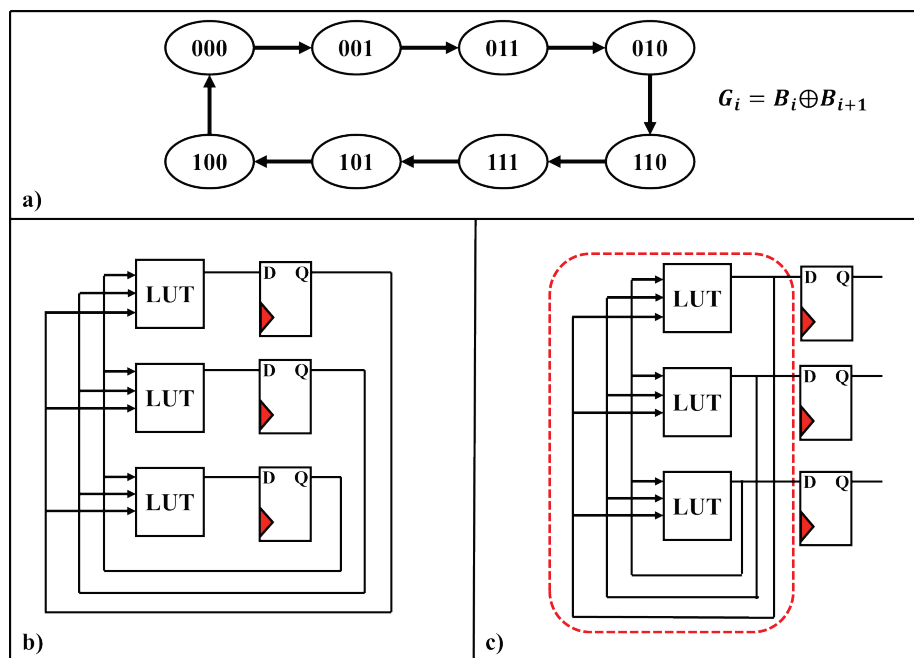 000 001 011 010
G_i = B_i⊕B_{i+1}
100 101 111 110
a)
LUT D Q
LUT D Q
LUT D Q
b)
LUT D Q
LUT D Q
LUT D Q
c)